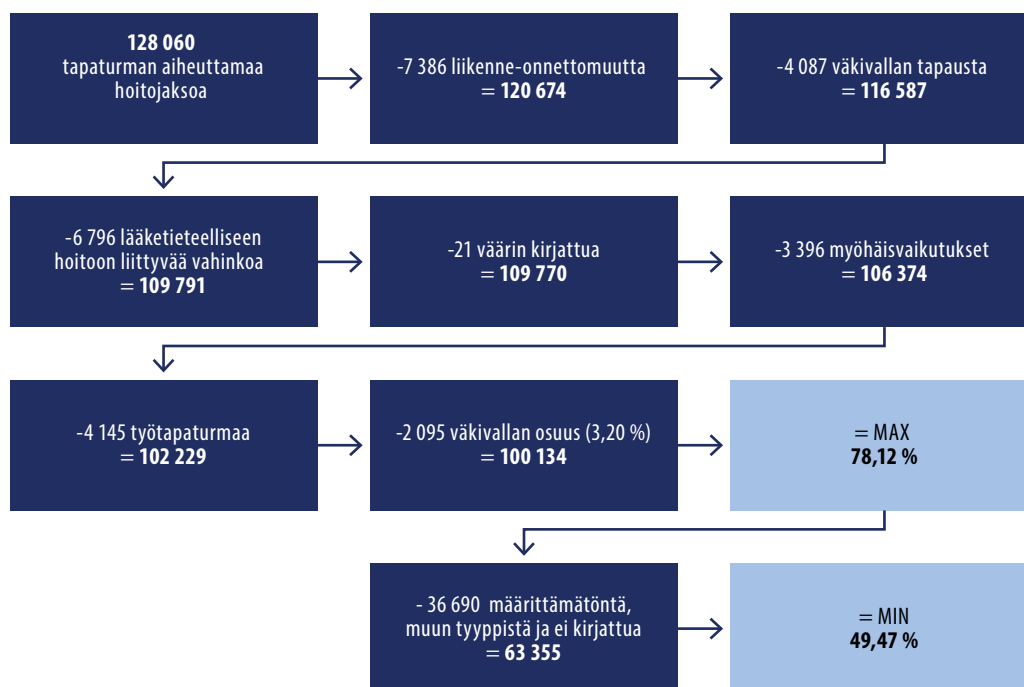 128 060
tapaturman aiheuttamaa
hoitojaksoa
-7 386 liikenne-onnettomuutta
= 120 674
-4 087 väkivallan tapausta
= 116 587
-6 796 lääketieteelliseen
hoitoon liittyvää vahinkoa
= 109 791
-21 väärin kirjattua
= 109 770
-3 396 myöhäisvaikutukset
= 106 374
-4 145 työtapaturmaa
= 102 229
-2 095 väkivallan osuus (3,20 %)
= 100 134
= MAX
78,12 %
- 36 690 määrittämätöntä,
muun tyyppistä ja ei kirjattua
= 63 355
= MIN
49,47 %